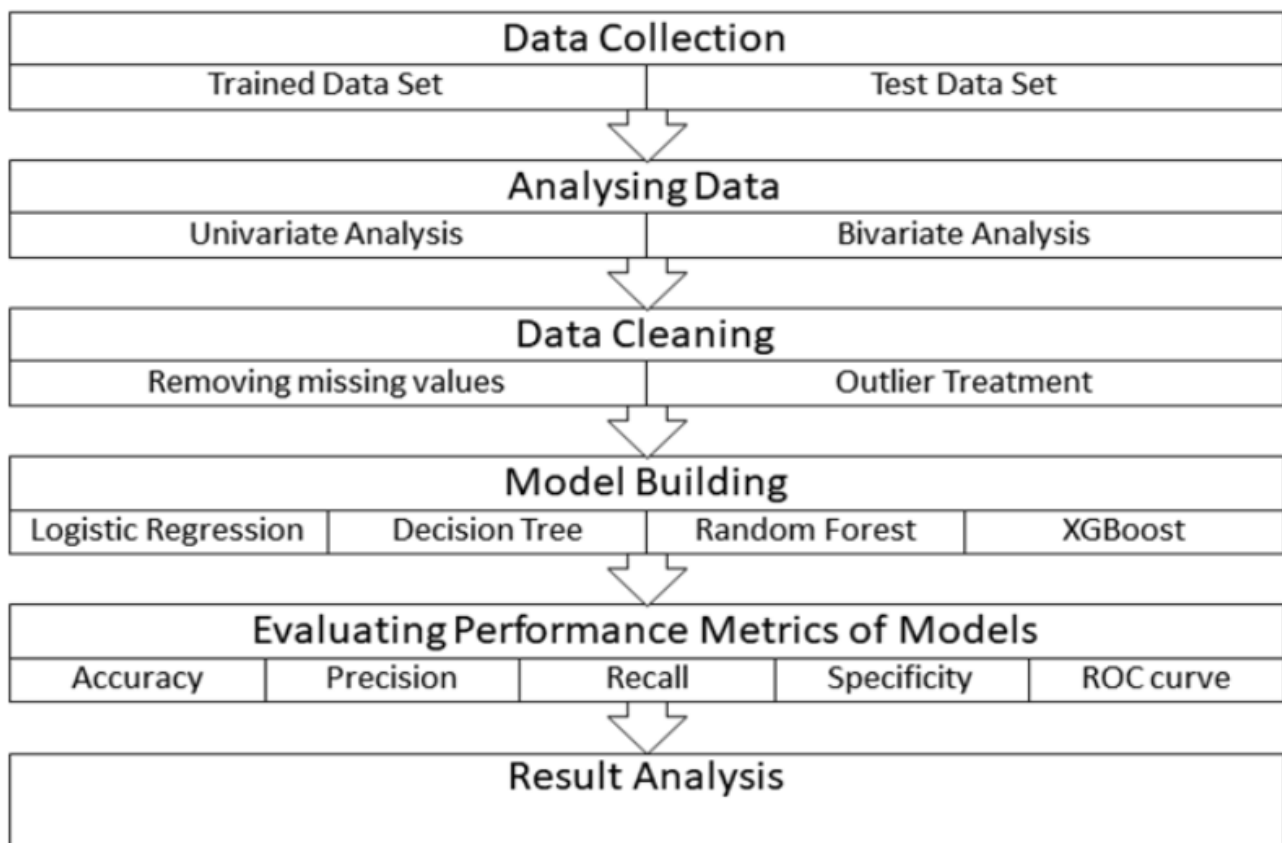 Data Collection
Trained Data Set Test Data Set
Analysing Data
Univariate Analysis Bivariate Analysis
Data Cleaning
Removing missing values Outlier Treatment
Model Building
Logistic Regression Decision Tree Random Forest XGBoost
Evaluating Performance Metrics of Models
Accuracy Precision Recall Specificity ROC curve
Result Analysis